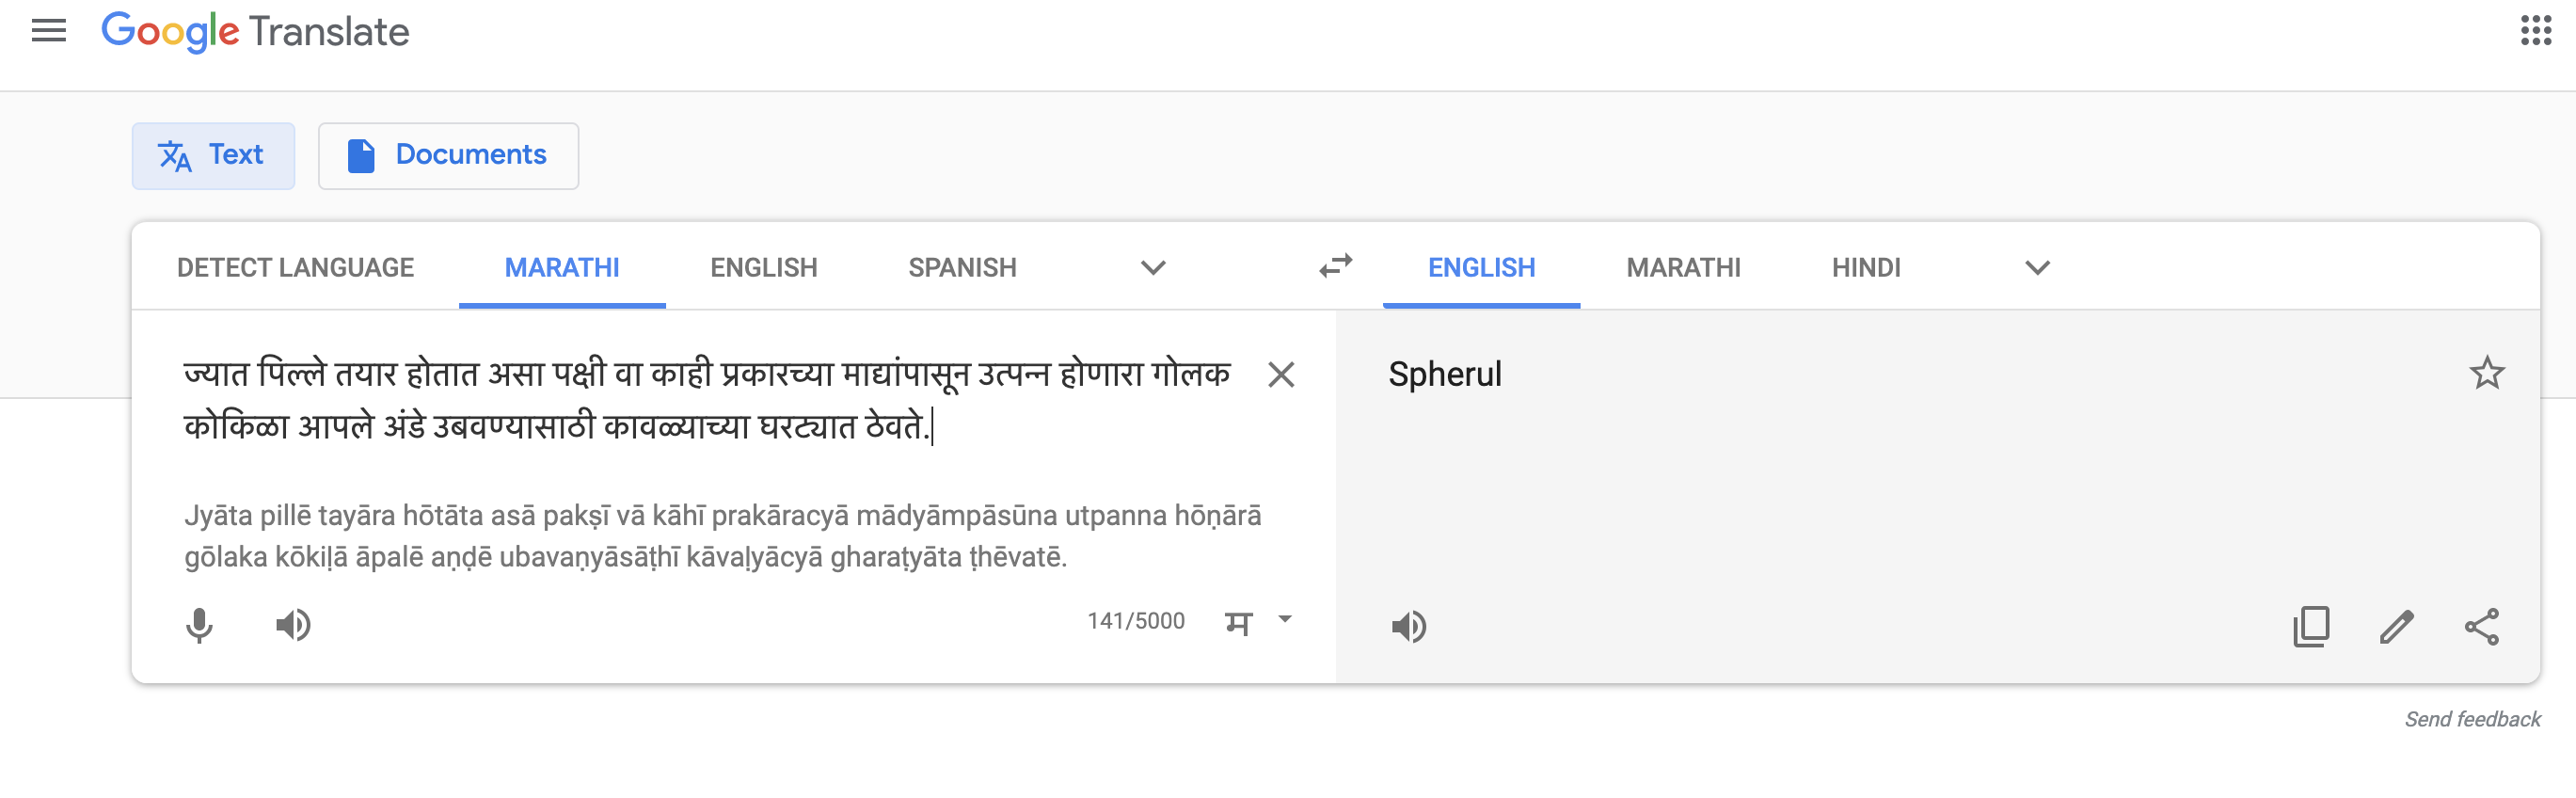 Google Translate
Text
Documents
DETECT LANGUAGE
MARATHI
ENGLISH
SPANISH
ENGLISH
MARATHI
HINDI
ज्यात पिल्ले तयार होतात असा पक्षी वा काही प्रकारच्या माद्यांपासून उत्पन्न होणारा गोलक
कोकिळा आपले अंडे उबवण्यासाठी कावळ्याच्या घरट्यात ठेवते.
Jyāta pillē tayāra hōtāta asā pakṣī vā kāhī prakāracyā mādyāmpāsūna utpanna hōṇārā
gōlaka kōkiḷā āpalē aṇḍē ubavaṇyāsāṭhī kāvaḷyācyā gharaṭyāta ṭhēvatē.
141/5000
म
Spherul
Send feedback